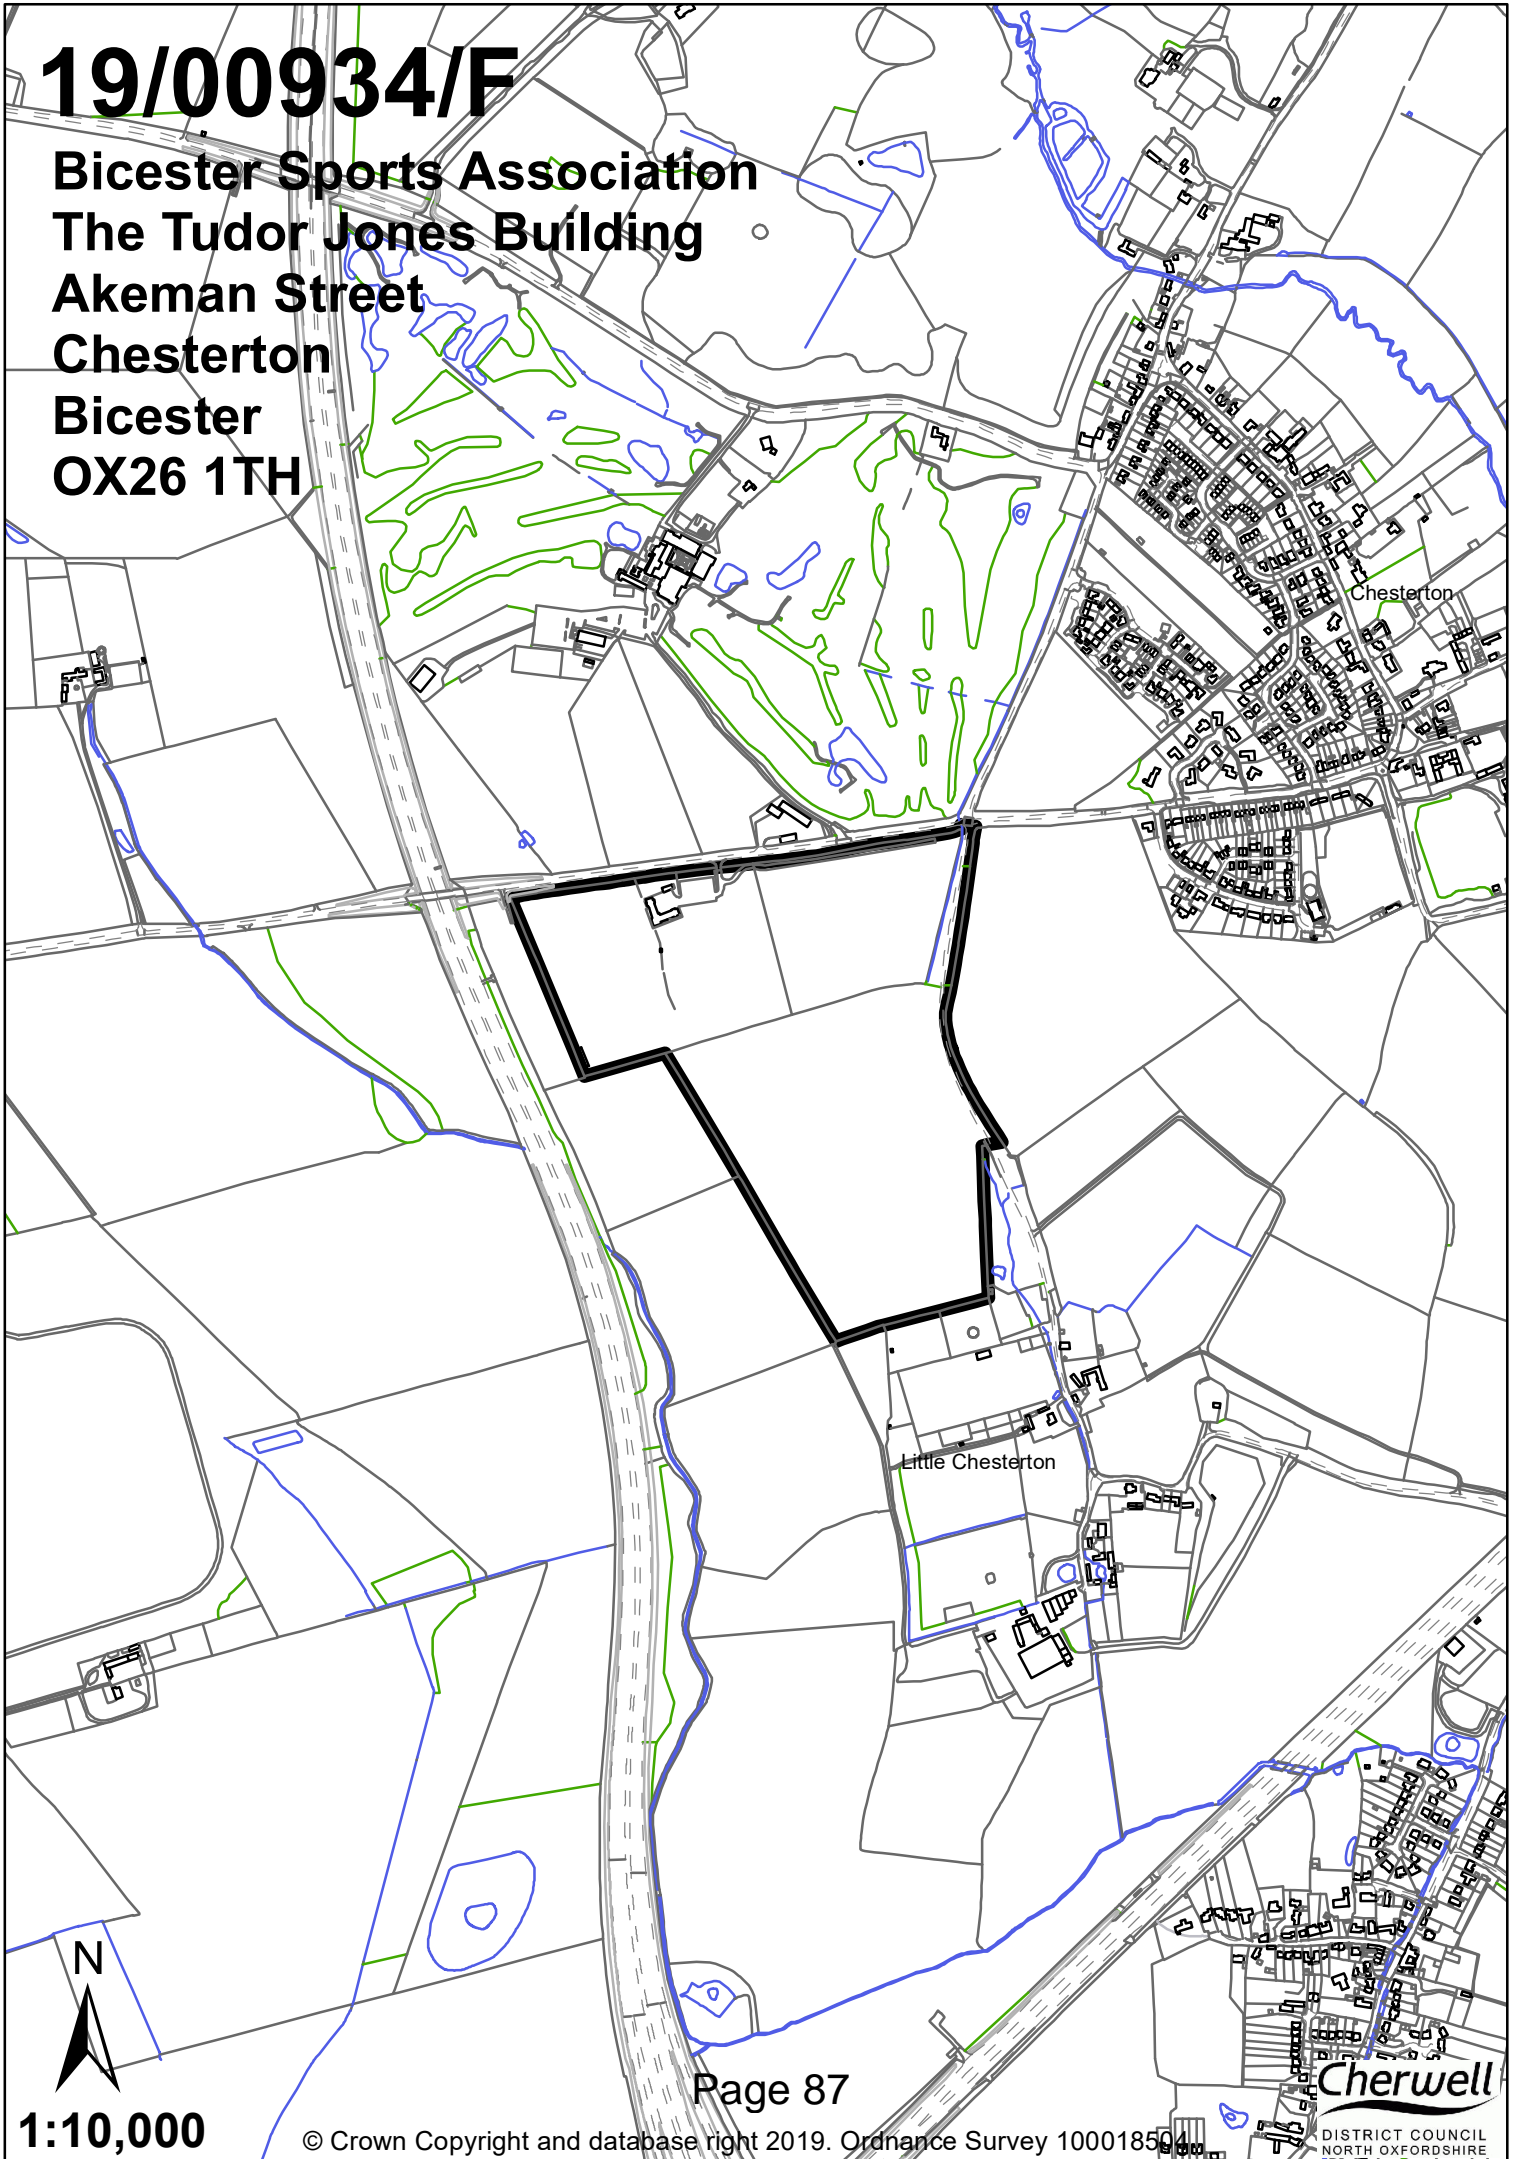 19/00934/F
Bicester Sports Association
The Tudor Jones Building
Akeman Street
Chesterton
Bicester
OX26 1TH
Chesterton
Little Chesterton
N
1:10,000
Page 87
© Crown Copyright and database right 2019. Ordnance Survey 100018504
Cherwell
DISTRICT COUNCIL
NORTH OXFORDSHIRE